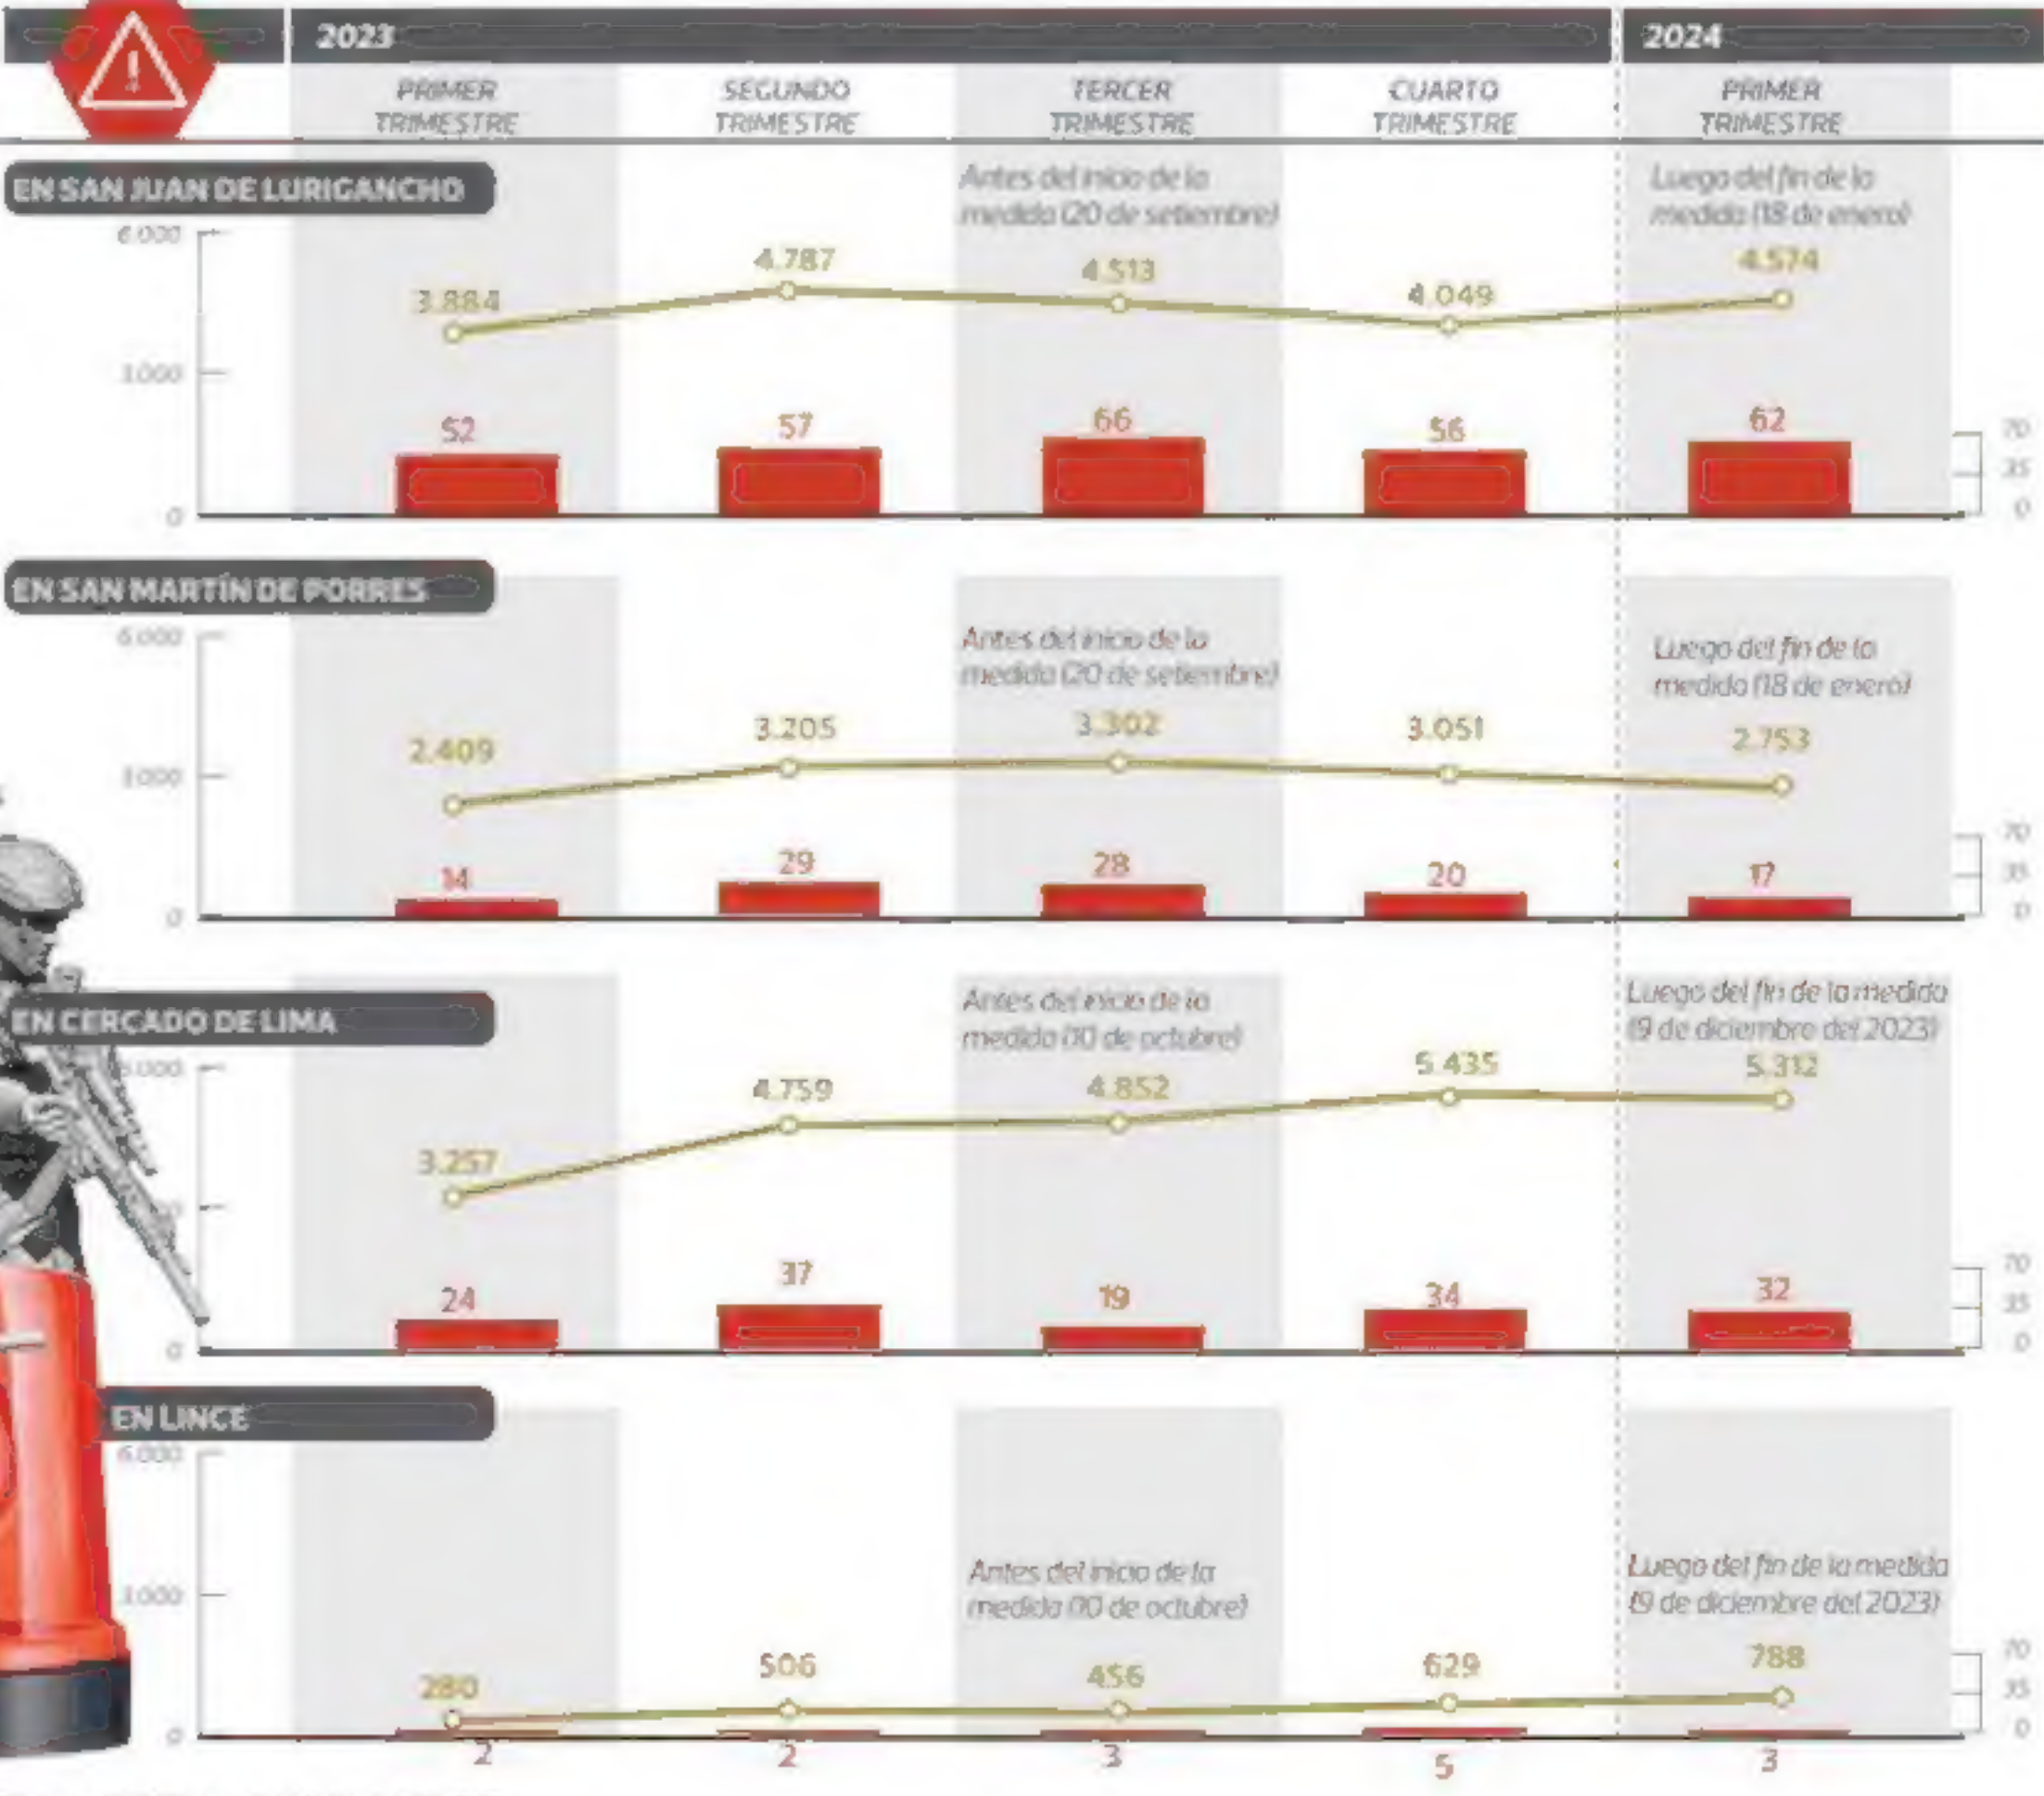 2023
2024
PRIMER
TRIMESTRE
SEGUNDO
TRIMESTRE
TERCER
TRIMESTRE
CUARTO
TRIMESTRE
PRIMER
TRIMESTRE
EN SAN JUAN DE LURIGANCHO
Antes del inicio de la
medida (20 de setiembre)
Luego del fin de la
medida (18 de enero)
6.000
3.884
4.787
4.513
4.049
4.574
3000
52
57
66
56
62
70
35
0
0
EN SAN MARTÍN DE PORRES
Antes del inicio de la
medida (20 de setiembre)
Luego del fin de la
medida (18 de enero)
6.000
2.409
3.205
3.302
3.051
2.753
3000
14
29
28
20
17
70
35
0
0
EN CERCADO DE LIMA
Antes del inicio de la
medida (10 de octubre)
Luego del fin de la medida
(9 de diciembre del 2023)
3.257
4.759
4.852
5.435
5.312
24
37
19
34
32
70
35
0
0
EN LINCE
6.000
Antes del inicio de la
medida (10 de octubre)
Luego del fin de la medida
(9 de diciembre del 2023)
3000
280
506
456
629
788
70
35
0
0
2
2
3
5
3